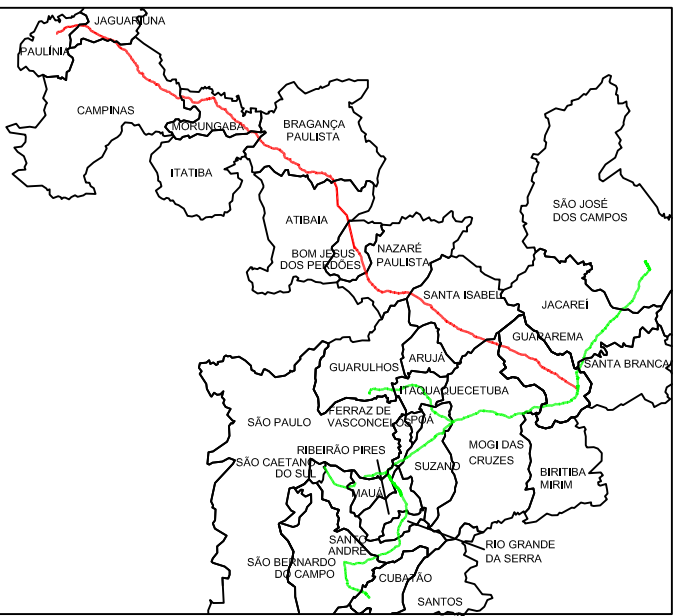 JAGUARIUNA
PAULÍNIA
CAMPINAS
MORUNGABA
BRAGANÇA
PAULISTA
ITATIBA
SÃO JOSÉ
DOS CAMPOS
ATIBAIA
BOM JESUS
DOS PERDÕES
NAZARÉ
PAULISTA
SANTA ISABEL
JACAREÍ
GUARAREMA
GUARULHOS
ARUJÁ
SANTA BRANCA
ITAQUAQUECETUBA
FERRAZ DE
VASCONCELOS
POÁ
SÃO PAULO
RIBEIRÃO PIRES
MOGI DAS
CRUZES
SÃO CAETANO
DO SUL
SUZANO
BIRITIBA
MIRIM
MAUÁ
SANTO
ANDRÉ
RIO GRANDE
DA SERRA
SÃO BERNARDO
DO CAMPO
CUBATÃO
SANTOS